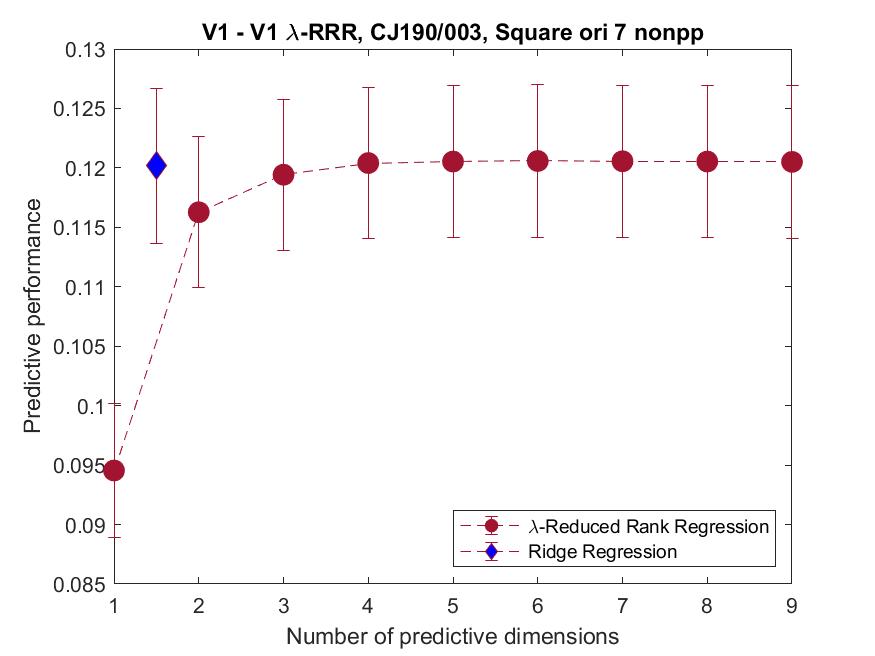 V1 - V1 λ-RRR, CJ190/003, Square ori 7 nonpp
0.13
0.125
0.12
0.115
0.11
0.105
0.1
0.095
0.09
0.085
Predictive performance
1 2 3 4 5 6 7 8 9
Number of predictive dimensions
λ-Reduced Rank Regression
Ridge Regression